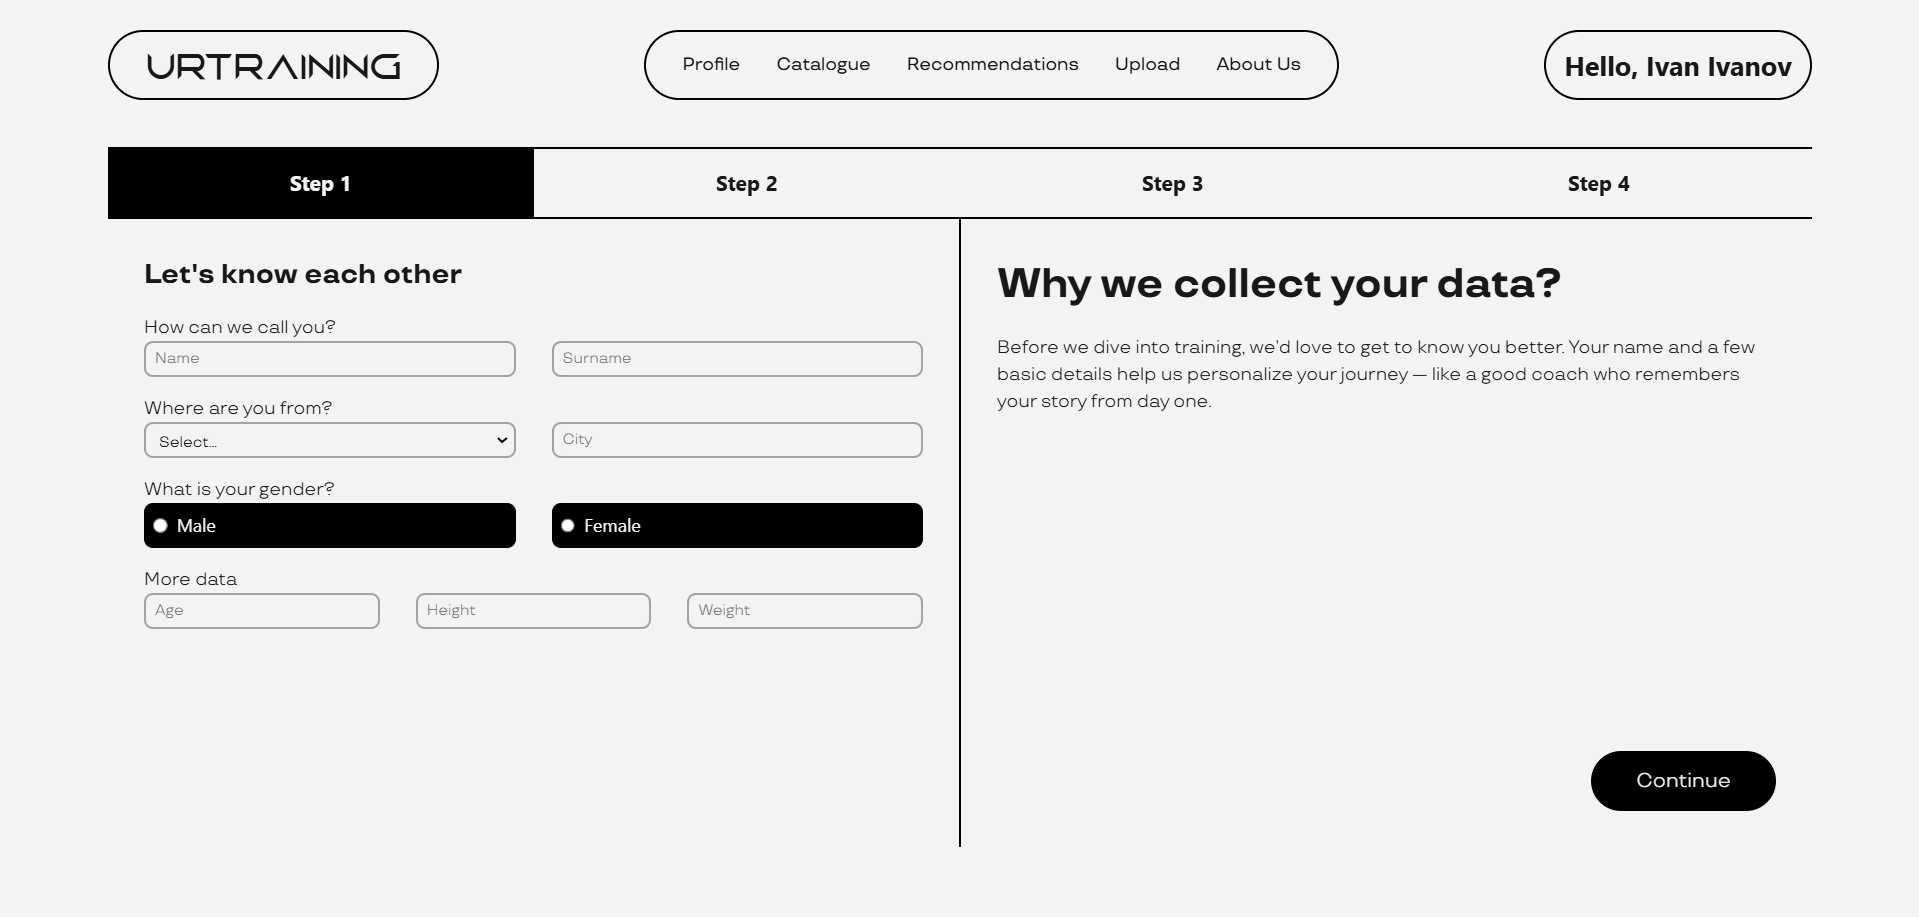 URTRAINING
Profile Catalogue Recommendations Upload About Us
Hello, Ivan Ivanov
Step 1 Step 2 Step 3 Step 4
Let's know each other
How can we call you?
Name Surname
Where are you from?
Select... City
What is your gender?
Male Female
More data
Age Height Weight
Why we collect your data?
Before we dive into training, we’d love to get to know you better. Your name and a few
basic details help us personalize your journey — like a good coach who remembers
your story from day one.
Continue